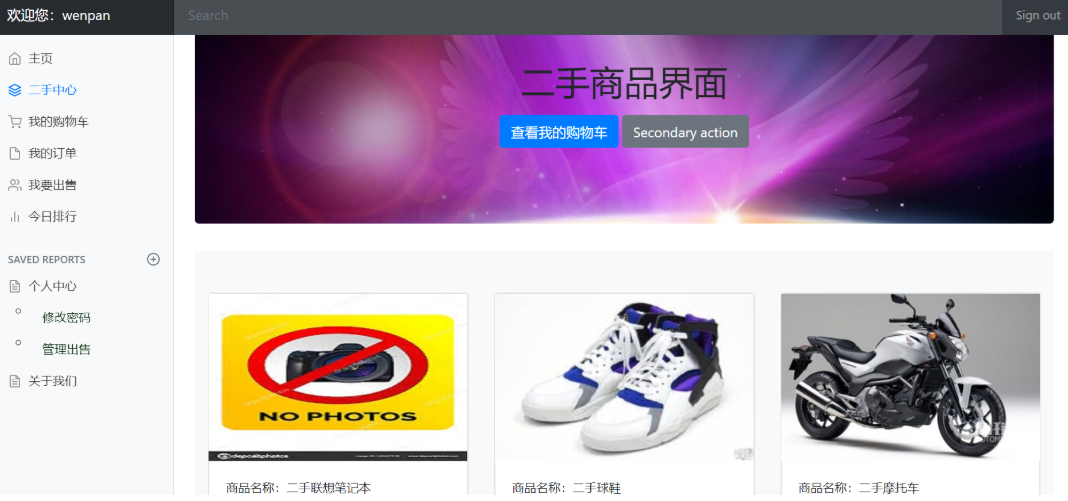 欢迎您：wenpan
Search
Sign out
主页
二手中心
我的购物车
我的订单
我要出售
今日排行
SAVED REPORTS
个人中心
修改密码
管理出售
关于我们
二手商品界面
查看我的购物车
Secondary action
NO PHOTOS
depositphotos
商品名称：二手联想笔记本
商品名称：二手球鞋
商品名称：二手摩托车